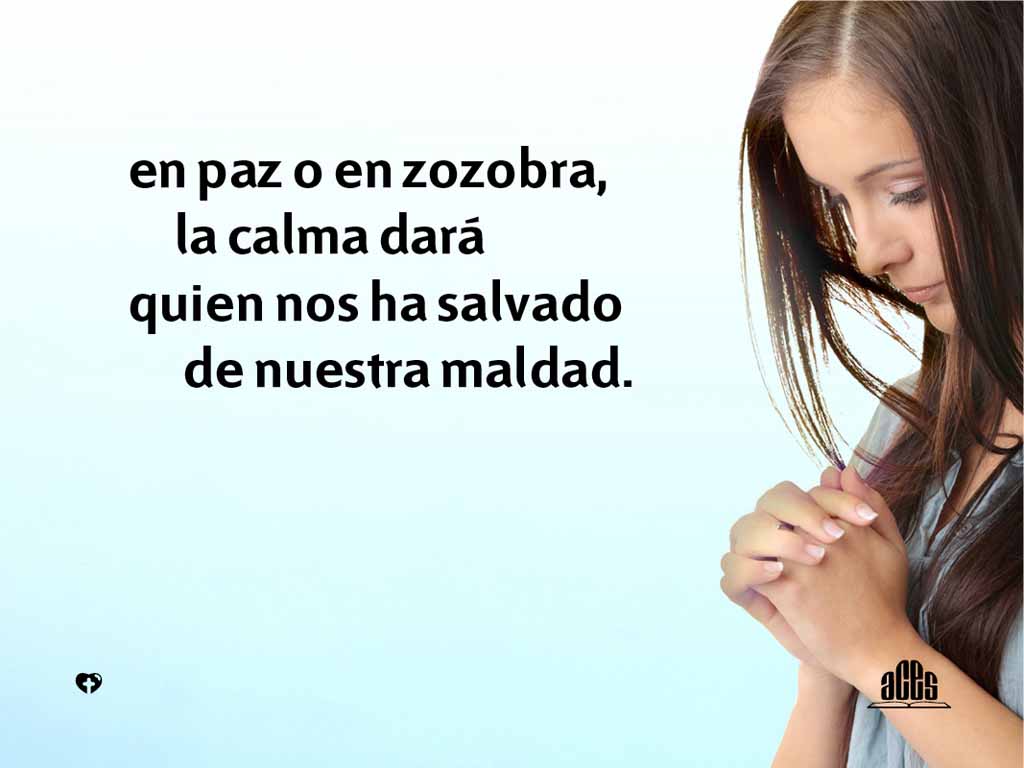 en paz o en zozobra,
la calma dará
quien nos ha salvado
de nuestra maldad.
aces